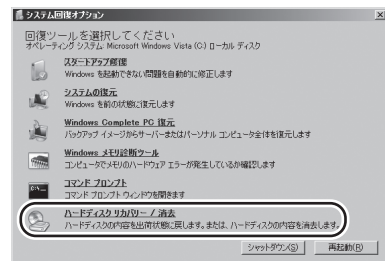 システム回復オプション
回復ツールを選択してください
オペレーティング システム: Microsoft Windows Vista (C:) ローカル ディスク
スタートアップ修復
Windows を起動できない問題を自動的に修正します
システムの復元
Windows を前の状態に復元します
Windows Complete PC 復元
バックアップ イメージからサーバーまたはパーソナル コンピュータ全体を復元します
Windows メモリ診断ツール
コンピュータでメモリのハードウェア エラーが発生しているか確認します
コマンド プロンプト
コマンド プロンプト ウィンドウを開きます
ハードディスク リカバリー / 消去
ハードディスクの内容を出荷状態に戻します。または、ハードディスクの内容を消去します。
シャットダウン(S)
再起動(R)